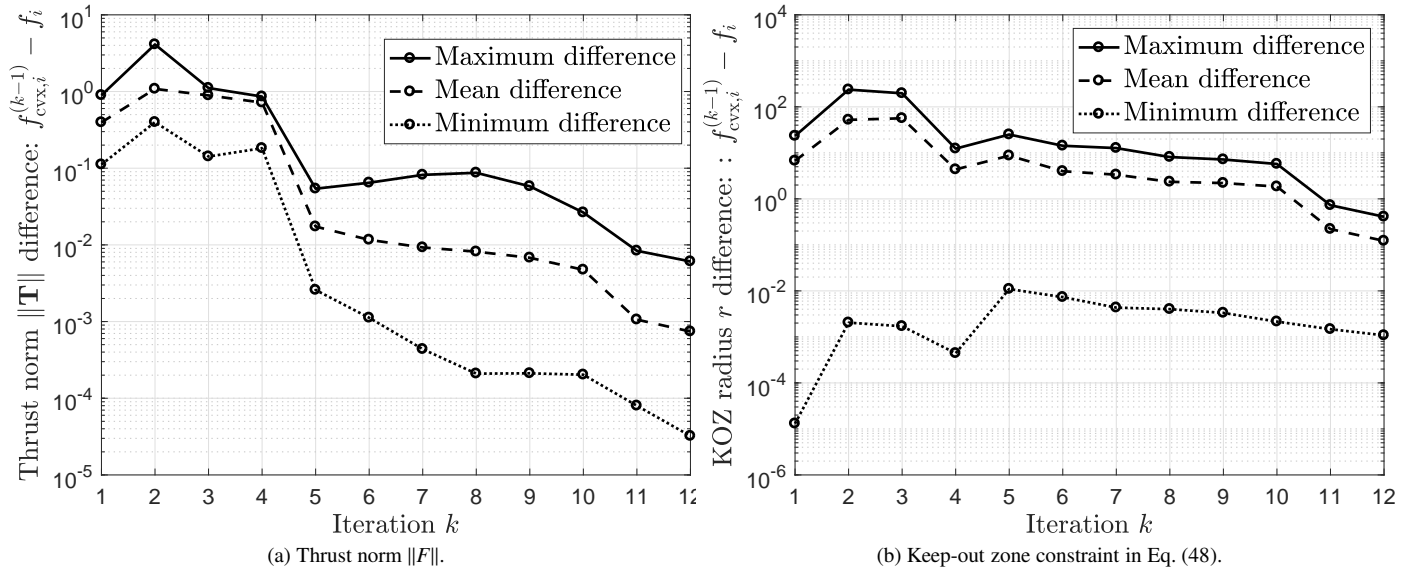 Thrust norm ||T|| difference: f_{cvx,i}^{(k−1)} − f_i
10^1
10^0
10^-1
10^-2
10^-3
10^-4
10^-5
Maximum difference
Mean difference
Minimum difference
1 2 3 4 5 6 7 8 9 10 11 12
Iteration k
(a) Thrust norm ||F||.
KOZ radius r difference: : f_{cvx,i}^{(k−1)} − f_i
10^4
10^2
10^0
10^-2
10^-4
10^-6
Maximum difference
Mean difference
Minimum difference
1 2 3 4 5 6 7 8 9 10 11 12
Iteration k
(b) Keep-out zone constraint in Eq. (48).